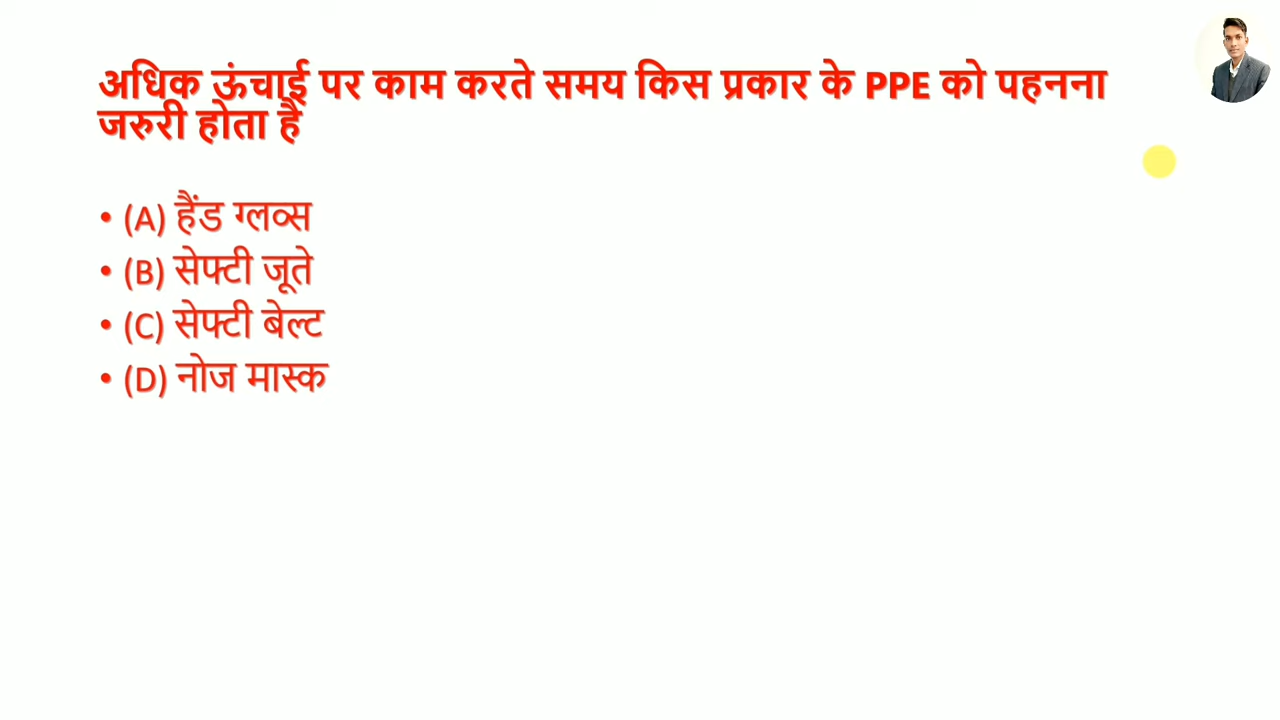 अधिक ऊंचाई पर काम करते समय किस प्रकार के PPE को पहनना
जरुरी होता है
• (A) हैंड ग्लव्स
• (B) सेफ्टी जूते
• (C) सेफ्टी बेल्ट
• (D) नोज मास्क